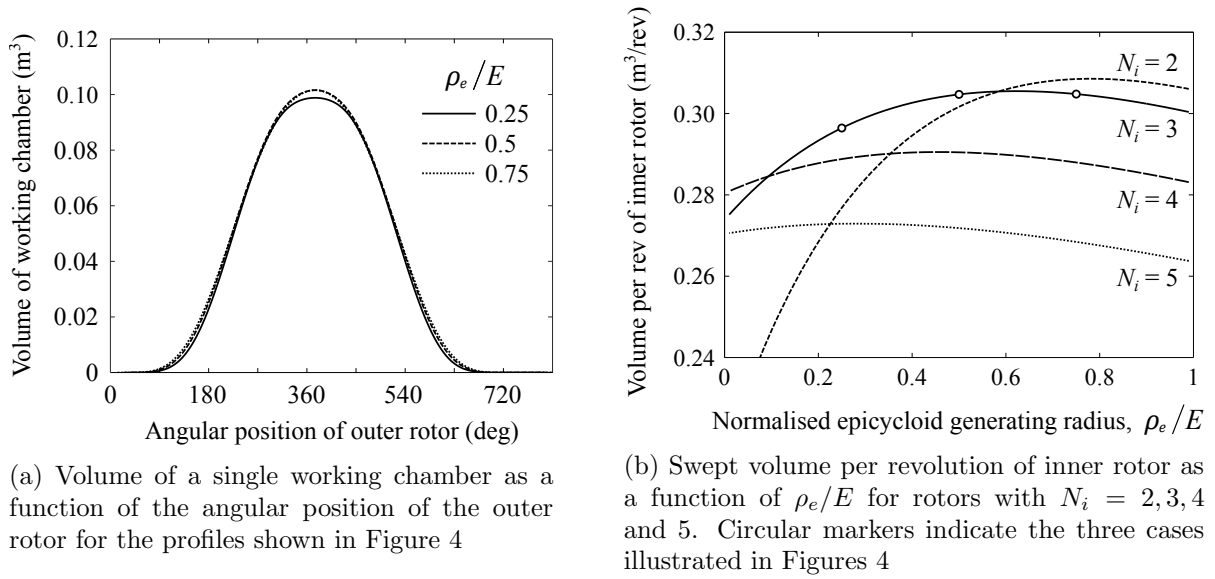 0.12
0.10
0.08
0.06
0.04
0.02
0
Volume of working chamber (m³)
ρₑ/E
0.25
0.5
0.75
0 180 360 540 720
Angular position of outer rotor (deg)
(a) Volume of a single working chamber as a
function of the angular position of the outer
rotor for the profiles shown in Figure 4
0.32
0.30
0.28
0.26
0.24
Volume per rev of inner rotor (m³/rev)
Nᵢ = 2
Nᵢ = 3
Nᵢ = 4
Nᵢ = 5
0 0.2 0.4 0.6 0.8 1
Normalised epicycloid generating radius, ρₑ/E
(b) Swept volume per revolution of inner rotor as
a function of ρₑ/E for rotors with Nᵢ = 2, 3, 4
and 5. Circular markers indicate the three cases
illustrated in Figures 4